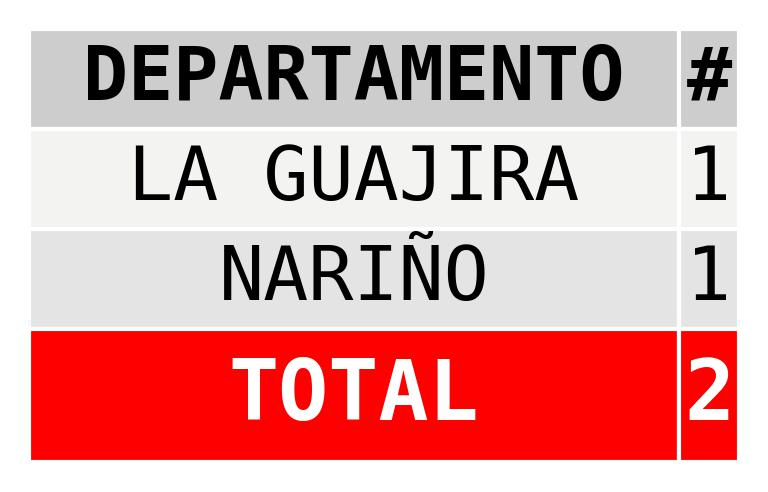 DEPARTAMENTO #
LA GUAJIRA 1
NARIÑO 1
TOTAL 2